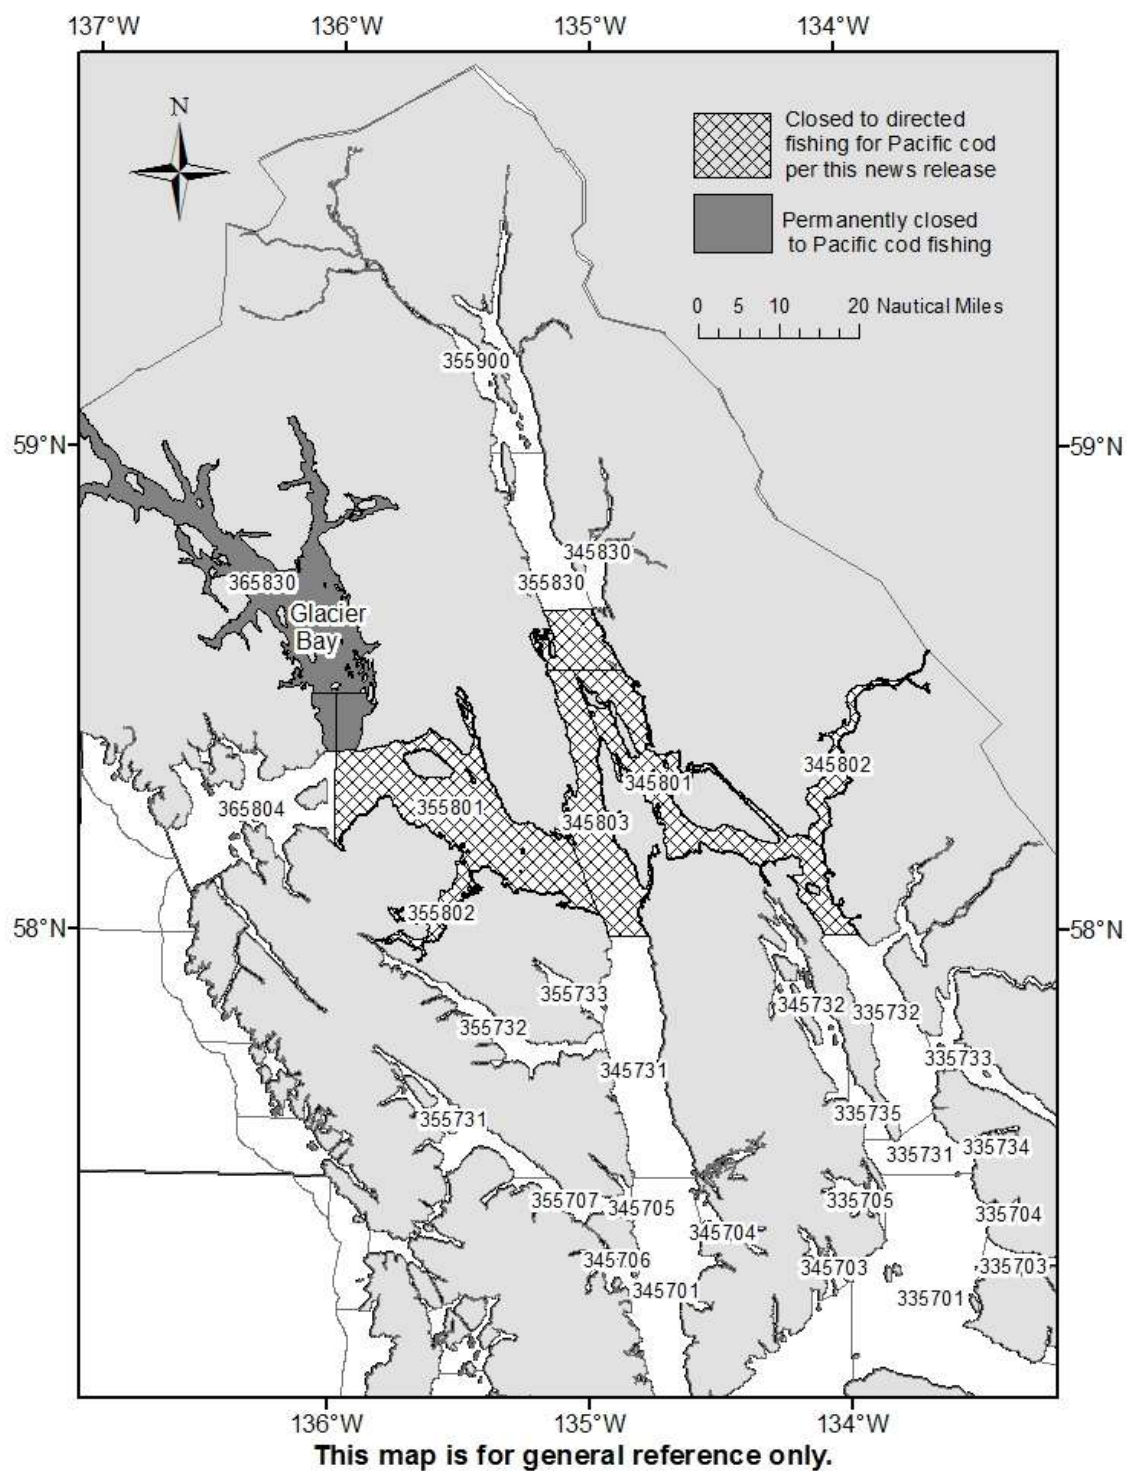 137°W 136°W 135°W 134°W
N
Closed to directed
fishing for Pacific cod
per this news release
Permanently closed
to Pacific cod fishing
0 5 10 20 Nautical Miles
355900
59°N 59°N
345830
355830
365830
Glacier
Bay
345802
345801
355801
365804
345803
355802
58°N 58°N
355733
345732
335732
355732
335733
345731
335735
355731
335734
335731
355707
335705
345705
335704
345704
345706
345703
335703
345701
335701
136°W 135°W 134°W
This map is for general reference only.